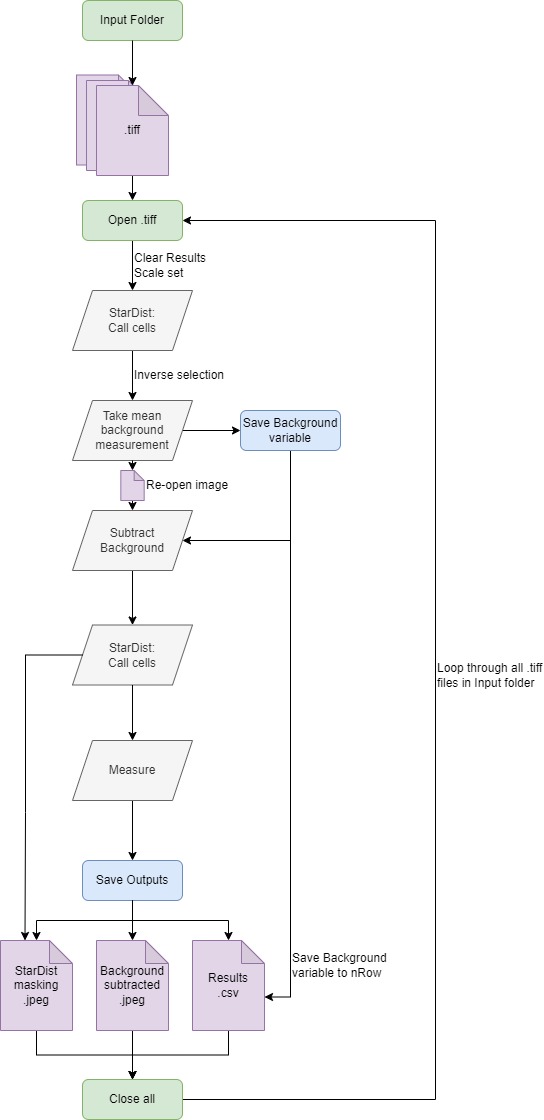 Input Folder
.tiff
Open .tiff
Clear Results
Scale set
StarDist:
Call cells
Inverse selection
Take mean
background
measurement
Save Background
variable
Re-open image
Subtract
Background
StarDist:
Call cells
Loop through all .tiff
files in Input folder
Measure
Save Outputs
StarDist
masking
.jpeg
Background
subtracted
.jpeg
Results
.csv
Save Background
variable to nRow
Close all